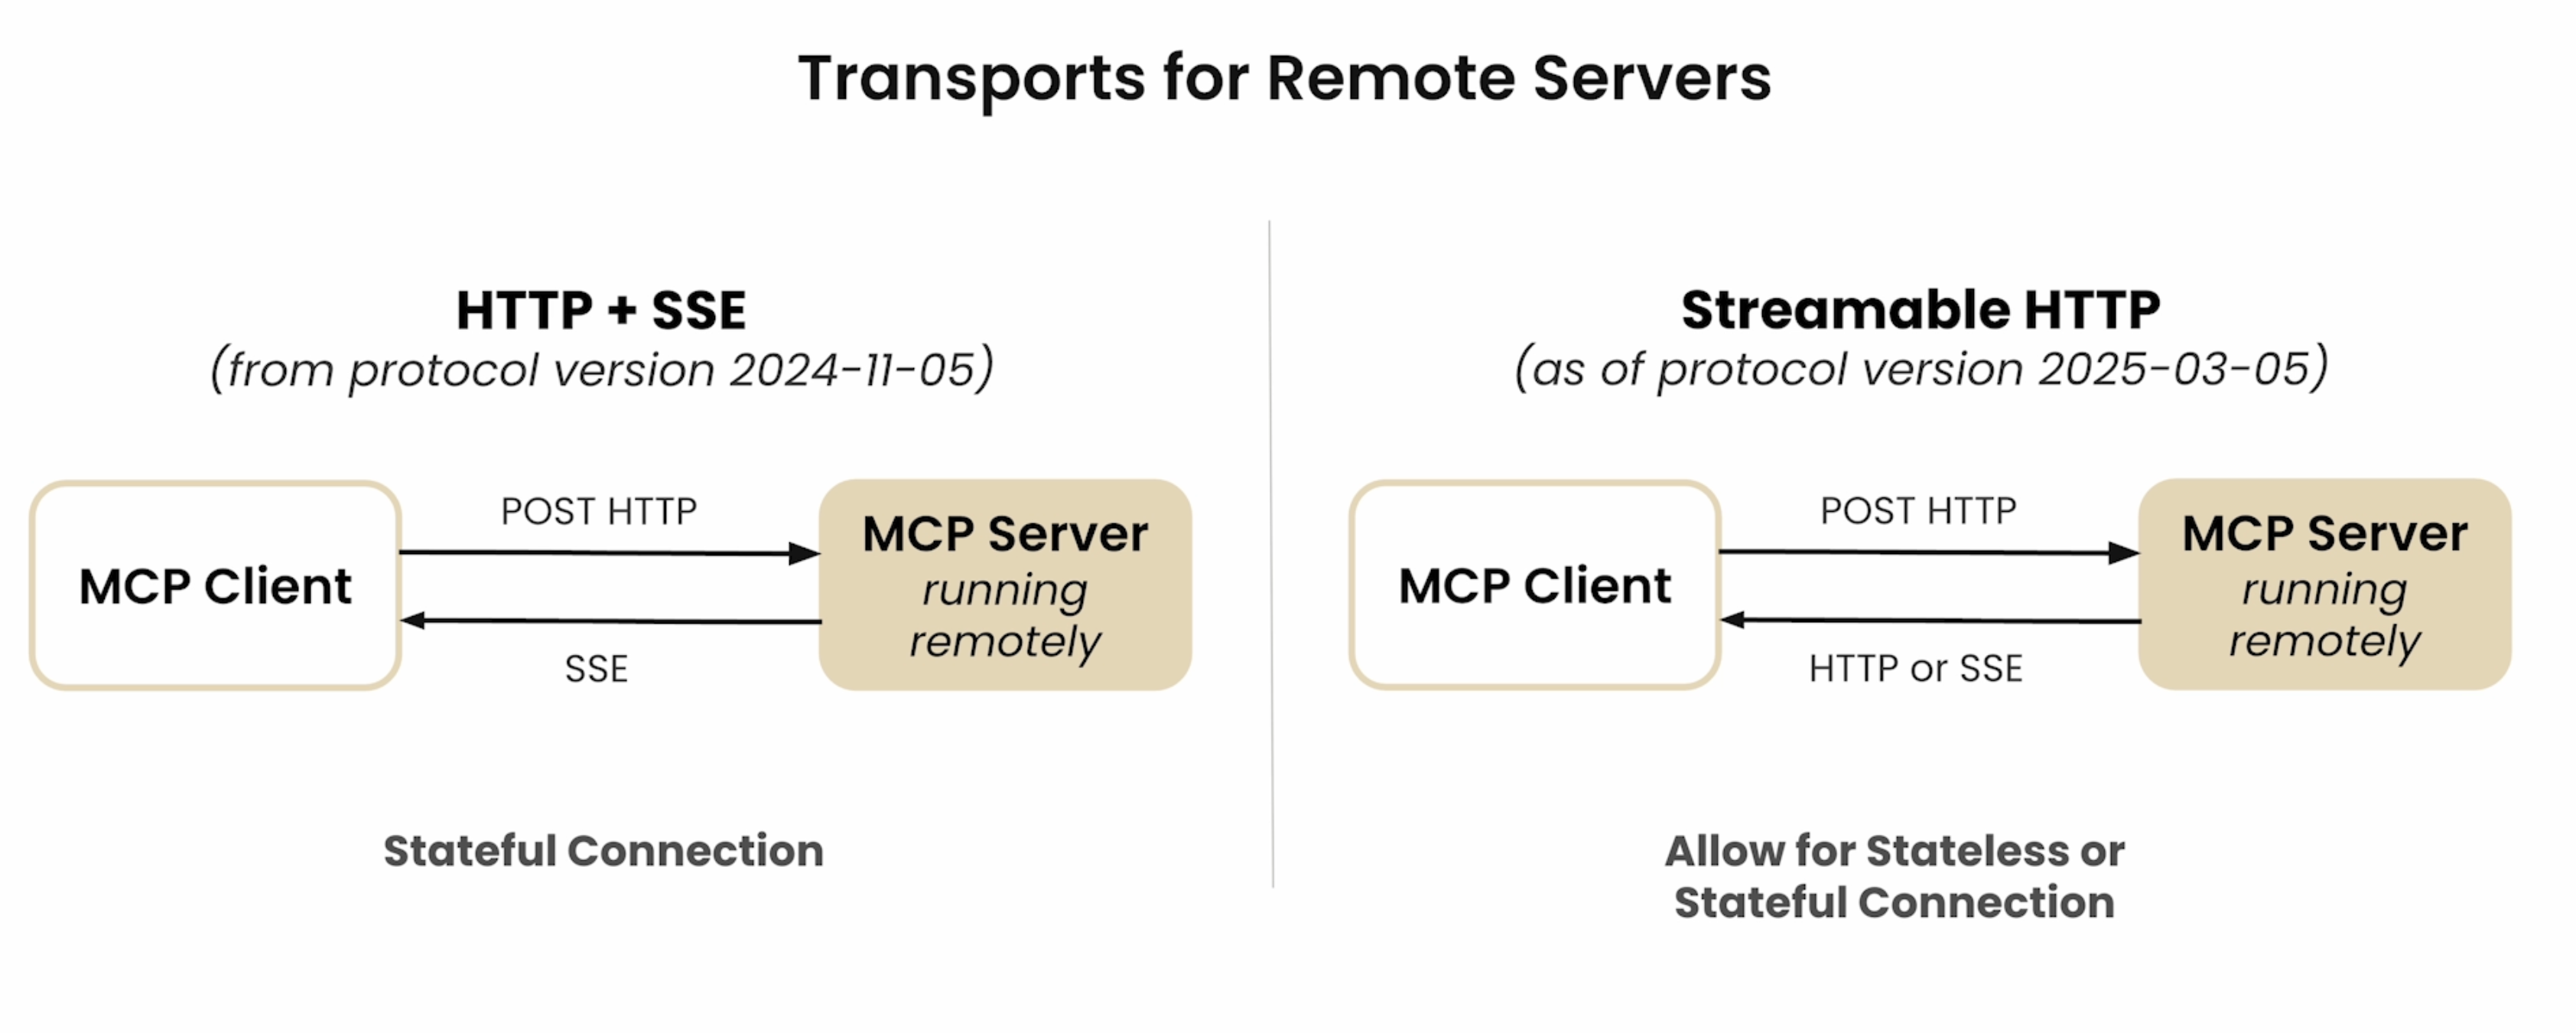 Transports for Remote Servers
HTTP + SSE
(from protocol version 2024-11-05)
MCP Client
POST HTTP
SSE
MCP Server
running
remotely
Stateful Connection
Streamable HTTP
(as of protocol version 2025-03-05)
MCP Client
POST HTTP
HTTP or SSE
MCP Server
running
remotely
Allow for Stateless or
Stateful Connection